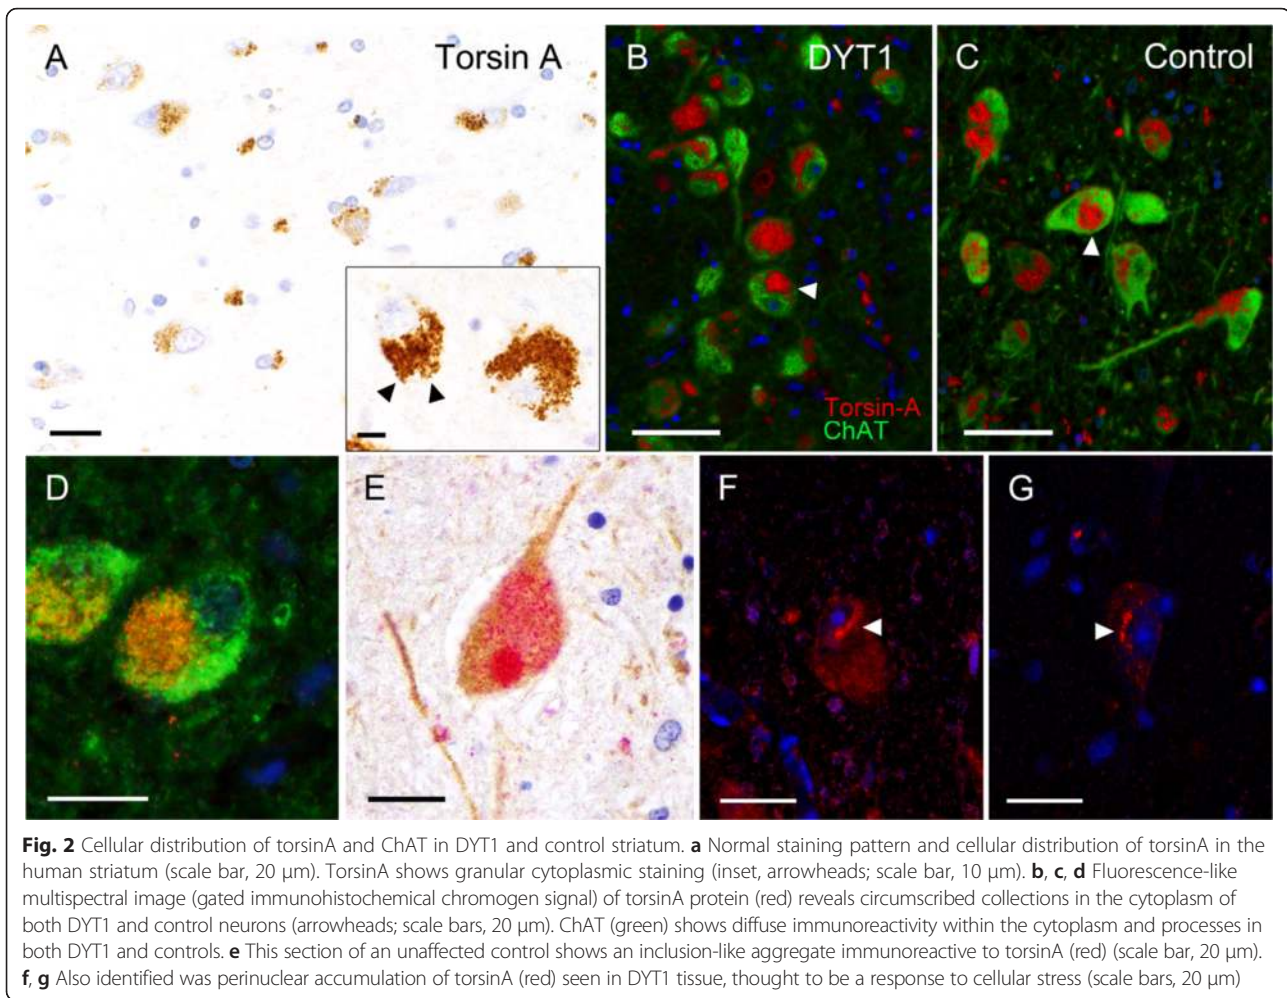 A
Torsin A
B
DYT1
C
Control
Torsin-A
ChAT
D
E
F
G
Fig. 2 Cellular distribution of torsinA and ChAT in DYT1 and control striatum. a Normal staining pattern and cellular distribution of torsinA in the
human striatum (scale bar, 20 μm). TorsinA shows granular cytoplasmic staining (inset, arrowheads; scale bar, 10 μm). b, c, d Fluorescence-like
multispectral image (gated immunohistochemical chromogen signal) of torsinA protein (red) reveals circumscribed collections in the cytoplasm of
both DYT1 and control neurons (arrowheads; scale bars, 20 μm). ChAT (green) shows diffuse immunoreactivity within the cytoplasm and processes in
both DYT1 and controls. e This section of an unaffected control shows an inclusion-like aggregate immunoreactive to torsinA (red) (scale bar, 20 μm).
f, g Also identified was perinuclear accumulation of torsinA (red) seen in DYT1 tissue, thought to be a response to cellular stress (scale bars, 20 μm)